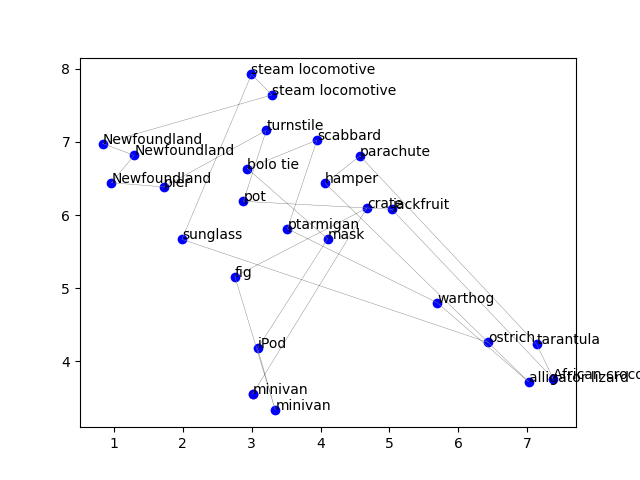 8
steam locomotive
steam locomotive
7
turnstile
scabbard
Newfoundland
Newfoundland
parachute
bolo tie
Newfoundland
pier
hamper
pot
crate
jackfruit
6
ptarmigan
sunglass
mask
fig
5
warthog
ostrich
tarantula
iPod
4
African croco
alligator lizard
minivan
minivan
1 2 3 4 5 6 7